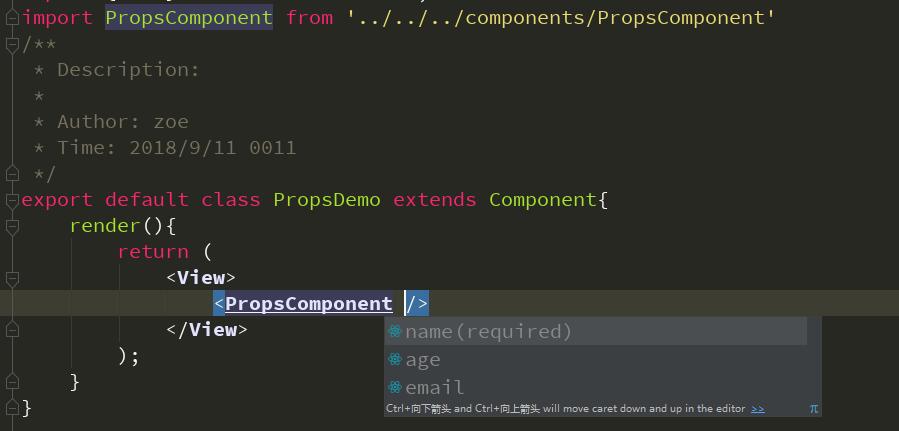 import PropsComponent from '../../../components/PropsComponent'
/**
* Description:
*
* Author: zoe
* Time: 2018/9/11 0011
*/
export default class PropsDemo extends Component{
render(){
return (
<View>
<PropsComponent />
</View>
);
}
}
name(required)
age
email
Ctrl+向下箭头 and Ctrl+向上箭头 will move caret down and up in the editor >> π